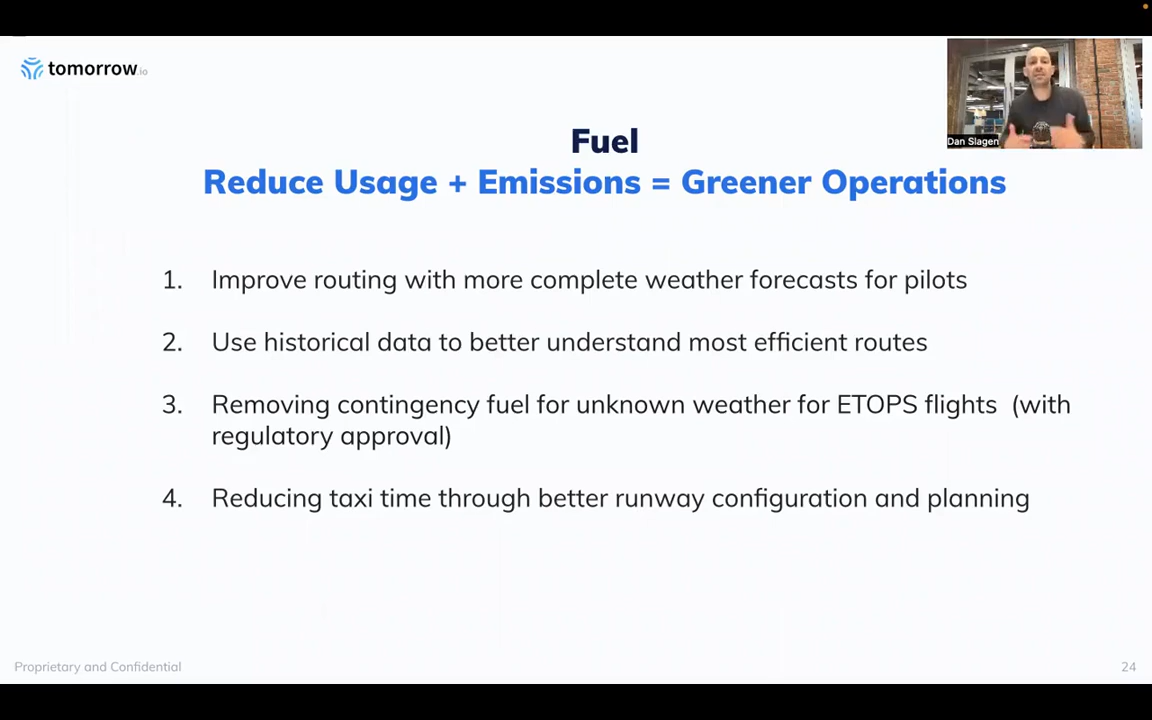 tomorrow.io
Dan Slagen
Fuel
Reduce Usage + Emissions = Greener Operations
1. Improve routing with more complete weather forecasts for pilots
2. Use historical data to better understand most efficient routes
3. Removing contingency fuel for unknown weather for ETOPS flights (with
regulatory approval)
4. Reducing taxi time through better runway configuration and planning
Proprietary and Confidential
24